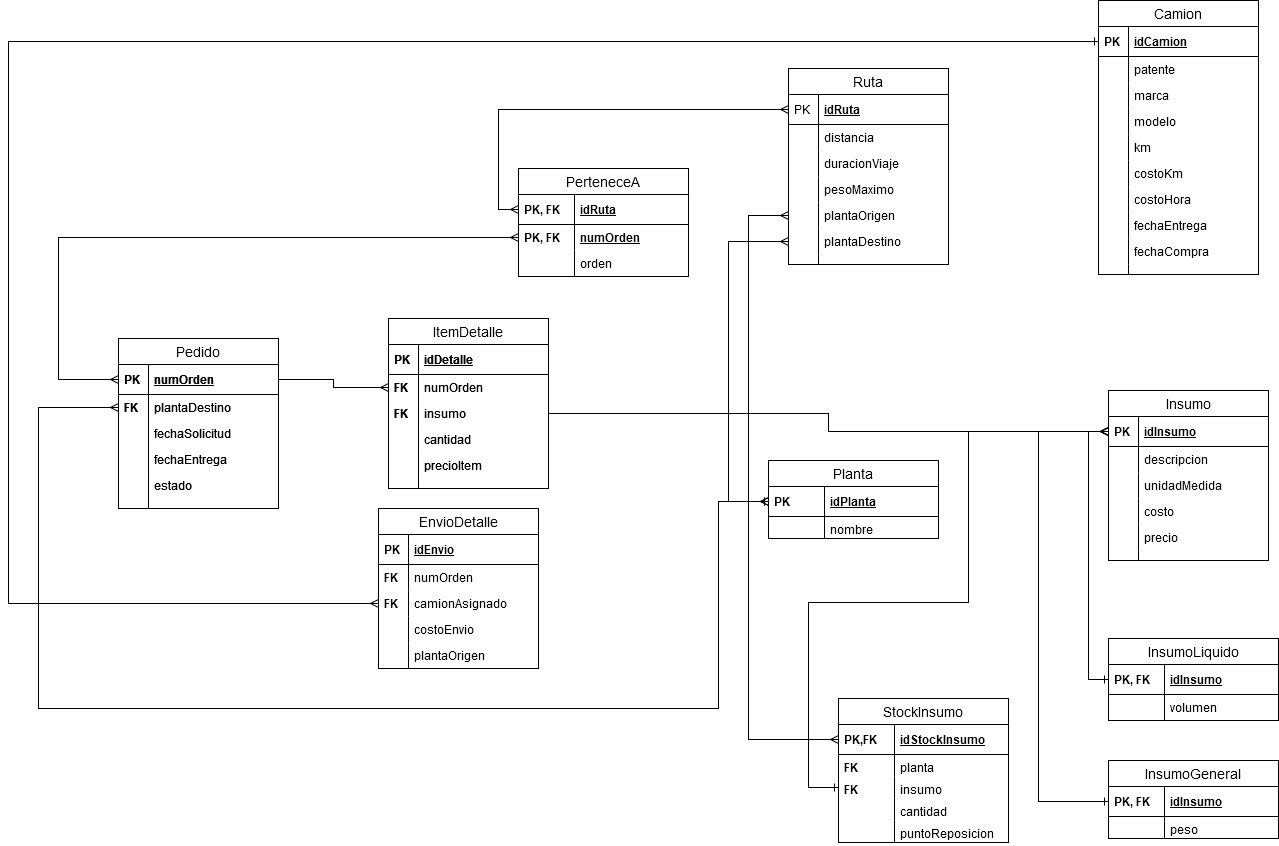 Camion
PK idCamion
patente
marca
modelo
km
costoKm
costoHora
fechaEntrega
fechaCompra
Ruta
PK idRuta
distancia
duracionViaje
pesoMaximo
plantaOrigen
plantaDestino
PerteneceA
PK, FK idRuta
PK, FK numOrden
orden
Pedido
PK numOrden
FK plantaDestino
fechaSolicitud
fechaEntrega
estado
ItemDetalle
PK idDetalle
FK numOrden
FK insumo
cantidad
precioItem
EnvioDetalle
PK idEnvio
FK numOrden
FK camionAsignado
costoEnvio
plantaOrigen
Planta
PK idPlanta
nombre
Insumo
PK idInsumo
descripcion
unidadMedida
costo
precio
InsumoLiquido
PK, FK idInsumo
volumen
StockInsumo
PK,FK idStockInsumo
FK planta
FK insumo
cantidad
puntoReposicion
InsumoGeneral
PK, FK idInsumo
peso